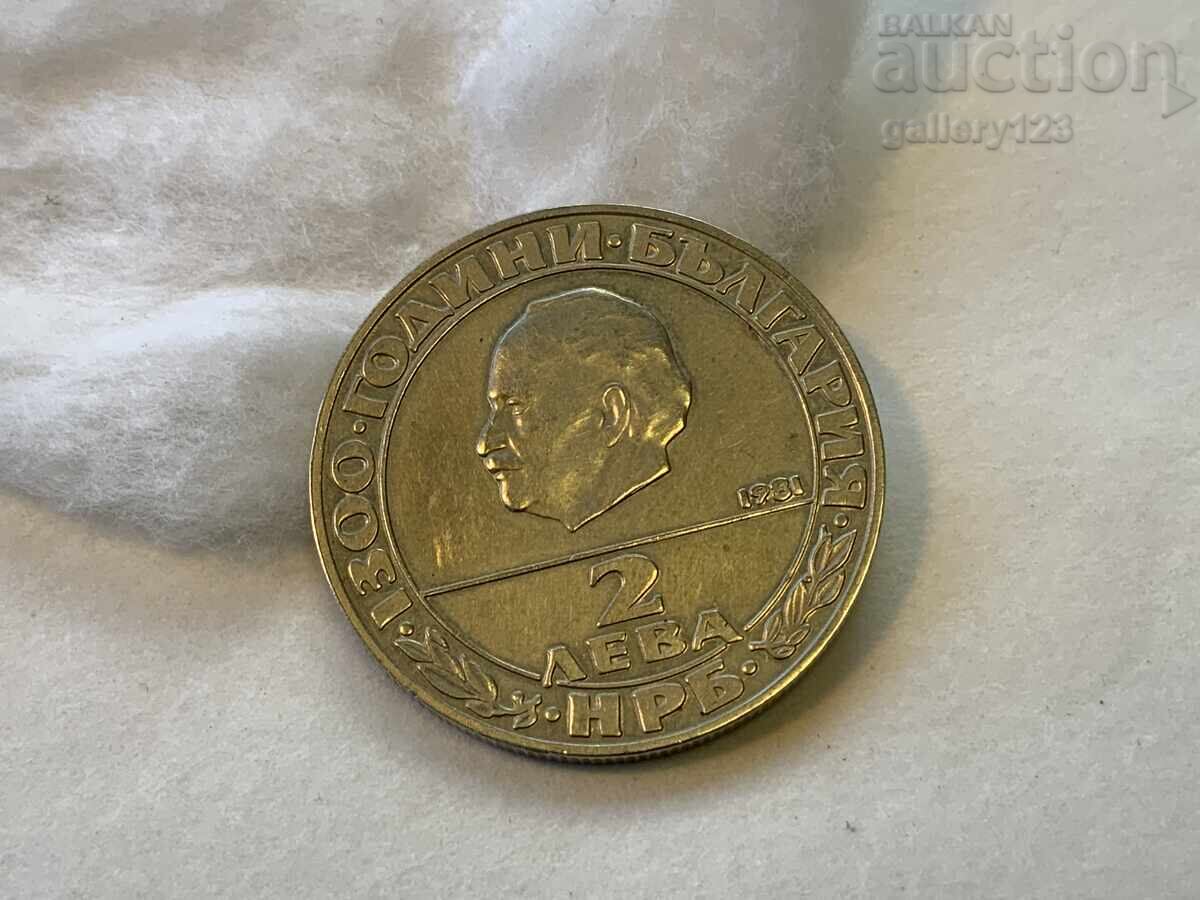 BALKAN
auction
gallery123
1300·ГОДИНИ·БЪЛГАРИЯ
1981
2
ЛЕВА
·НРБ·